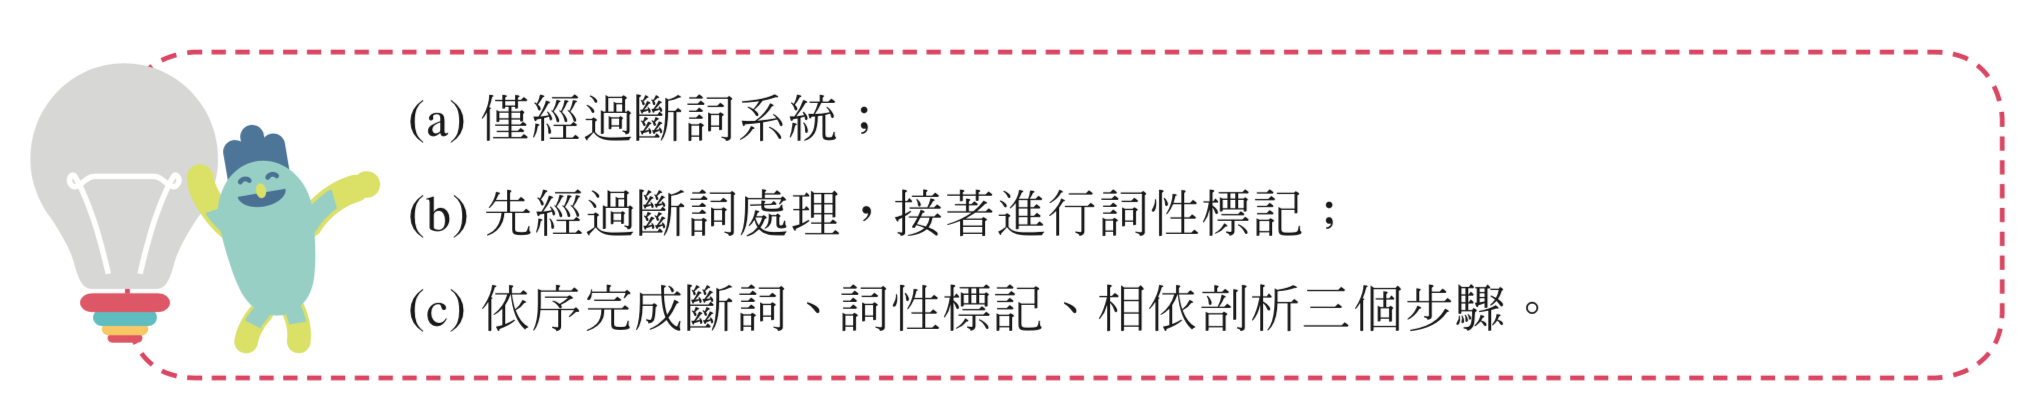 (a) 僅經過斷詞系統；
(b) 先經過斷詞處理，接著進行詞性標記；
(c) 依序完成斷詞、詞性標記、相依剖析三個步驟。